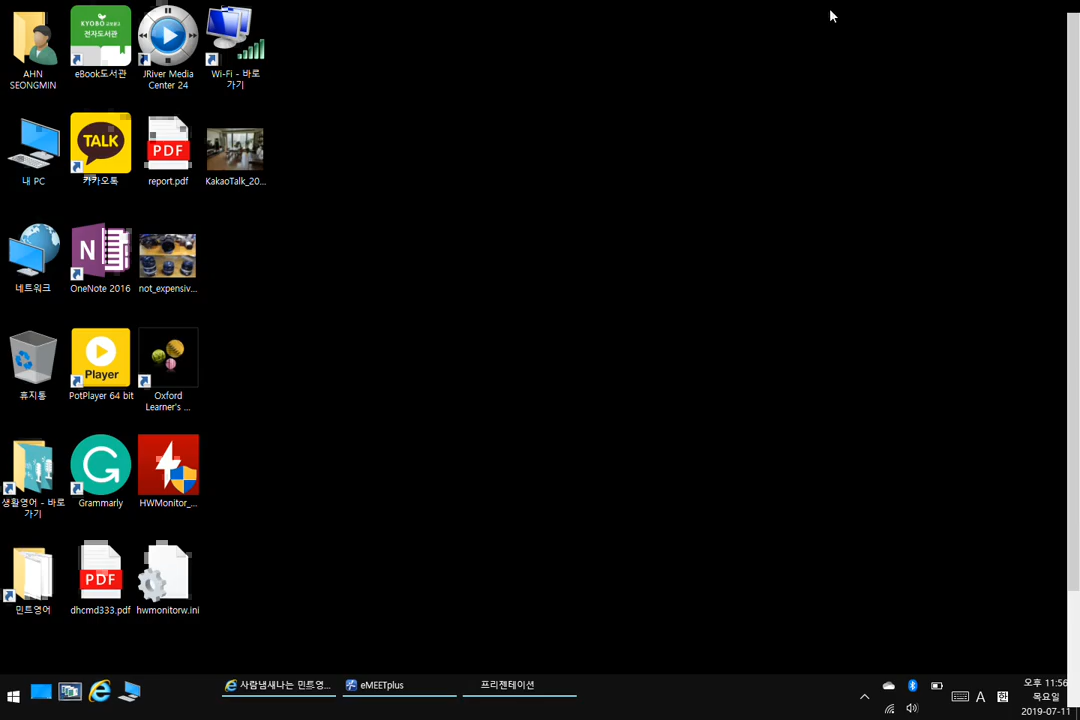 AHN
SEONGMIN
KYOBO 교보문고
전자도서관
eBook도서관
JRiver Media
Center 24
Wi-Fi - 바로
가기
내 PC
TALK
카카오톡
PDF
report.pdf
KakaoTalk_20...
네트워크
N
OneNote 2016
not_expensiv...
휴지통
Player
PotPlayer 64 bit
Oxford
Learner's ...
생활영어 - 바로
가기
G
Grammarly
HWMonitor_...
민트영어
PDF
dhcmd333.pdf
hwmonitorw.ini
사람냄새나는 민트영...
eMEETplus
프리젠테이션
A
한
오후 11:56
목요일
2019-07-11